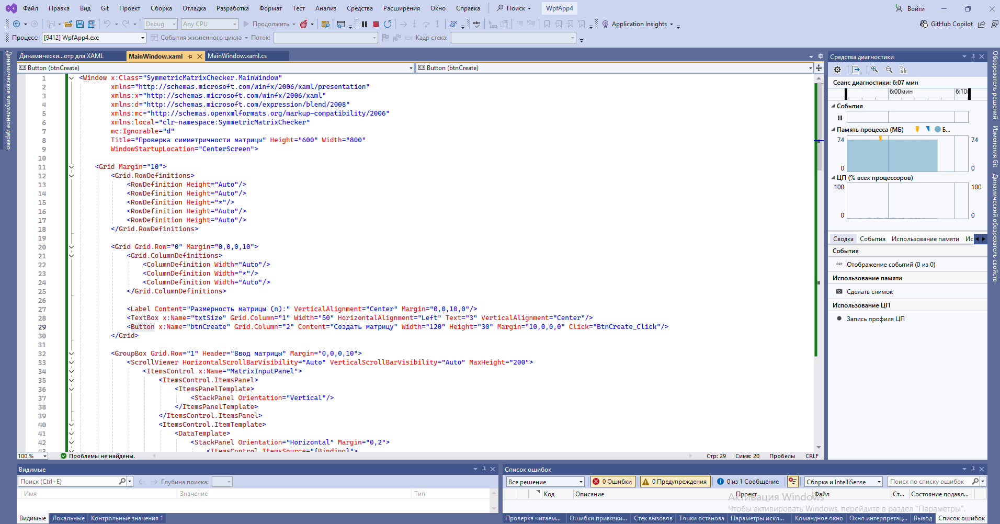 Файл Правка Вид Git Проект Сборка Отладка Разработка Формат Тест Анализ Средства Расширения Окно Справка Поиск WpfApp4 Войти
Debug Any CPU Продолжить Application Insights GitHub Copilot
Процесс: [9412] WpfApp4.exe События жизненного цикла Поток: Кадр стека:
Динамическое визуальное дерево
Динамически...отр для XAML MainWindow.xaml MainWindow.xaml.cs
Button (btnCreate) Button (btnCreate)
1 <Window x:Class="SymmetricMatrixChecker.MainWindow"
2 xmlns="http://schemas.microsoft.com/winfx/2006/xaml/presentation"
3 xmlns:x="http://schemas.microsoft.com/winfx/2006/xaml"
4 xmlns:d="http://schemas.microsoft.com/expression/blend/2008"
5 xmlns:mc="http://schemas.openxmlformats.org/markup-compatibility/2006"
6 xmlns:local="clr-namespace:SymmetricMatrixChecker"
7 mc:Ignorable="d"
8 Title="Проверка симметричности матрицы" Height="600" Width="800"
9 WindowStartupLocation="CenterScreen">
10
11 <Grid Margin="10">
12 <Grid.RowDefinitions>
13 <RowDefinition Height="Auto"/>
14 <RowDefinition Height="Auto"/>
15 <RowDefinition Height="*"/>
16 <RowDefinition Height="Auto"/>
17 <RowDefinition Height="Auto"/>
18 </Grid.RowDefinitions>
19
20 <Grid Grid.Row="0" Margin="0,0,0,10">
21 <Grid.ColumnDefinitions>
22 <ColumnDefinition Width="Auto"/>
23 <ColumnDefinition Width="*"/>
24 <ColumnDefinition Width="Auto"/>
25 </Grid.ColumnDefinitions>
26
27 <Label Content="Размерность матрицы (n):" VerticalAlignment="Center" Margin="0,0,10,0"/>
28 <TextBox x:Name="txtSize" Grid.Column="1" Width="50" HorizontalAlignment="Left" Text="3" VerticalAlignment="Center"/>
29 <Button x:Name="btnCreate" Grid.Column="2" Content="Создать матрицу" Width="120" Height="30" Margin="10,0,0,0" Click="BtnCreate_Click"/>
30 </Grid>
31
32 <GroupBox Grid.Row="1" Header="Ввод матрицы" Margin="0,0,0,10">
33 <ScrollViewer HorizontalScrollBarVisibility="Auto" VerticalScrollBarVisibility="Auto" MaxHeight="200">
34 <ItemsControl x:Name="MatrixInputPanel">
35 <ItemsControl.ItemsPanel>
36 <ItemsPanelTemplate>
37 <StackPanel Orientation="Vertical"/>
38 </ItemsPanelTemplate>
39 </ItemsControl.ItemsPanel>
40 <ItemsControl.ItemTemplate>
41 <DataTemplate>
42 <StackPanel Orientation="Horizontal" Margin="0,2">
43 <ItemsControl ItemsSource="{Binding}">
100 % Проблемы не найдены. Стр: 29 Симв: 20 Пробелы CRLF
Средства диагностики
Сеанс диагностики: 6:07 мин
6:00мин 6:10
События
Память процесса (МБ) Б...
74 74
0 0
ЦП (% всех процессоров)
100 100
0 0
Сводка События Использование памяти Ис
События
Отображение событий (0 из 0)
Использование памяти
Сделать снимок
Использование ЦП
Запись профиля ЦП
Обозреватель решений
Изменения Git
Динамический обозреватель свойств
Видимые
Поиск (Ctrl+E) Глубина поиска:
Имя Значение Тип
Видимые Локальные Контрольные значения 1
Список ошибок
Все решение 0 Ошибки 0 Предупреждения 0 из 1 Сообщение Сборка и IntelliSense Поиск по списку ошибок
Код Описание Проект Файл Ст... Состояние подавл...
Активация Windows
Чтобы активировать Windows, перейдите в раздел "Параметры".
Проверка читаем... Ошибки привязки... Стек вызовов Точки останова Параметры искл... Командное окно Окно интерпретац... Вывод Список ошибок